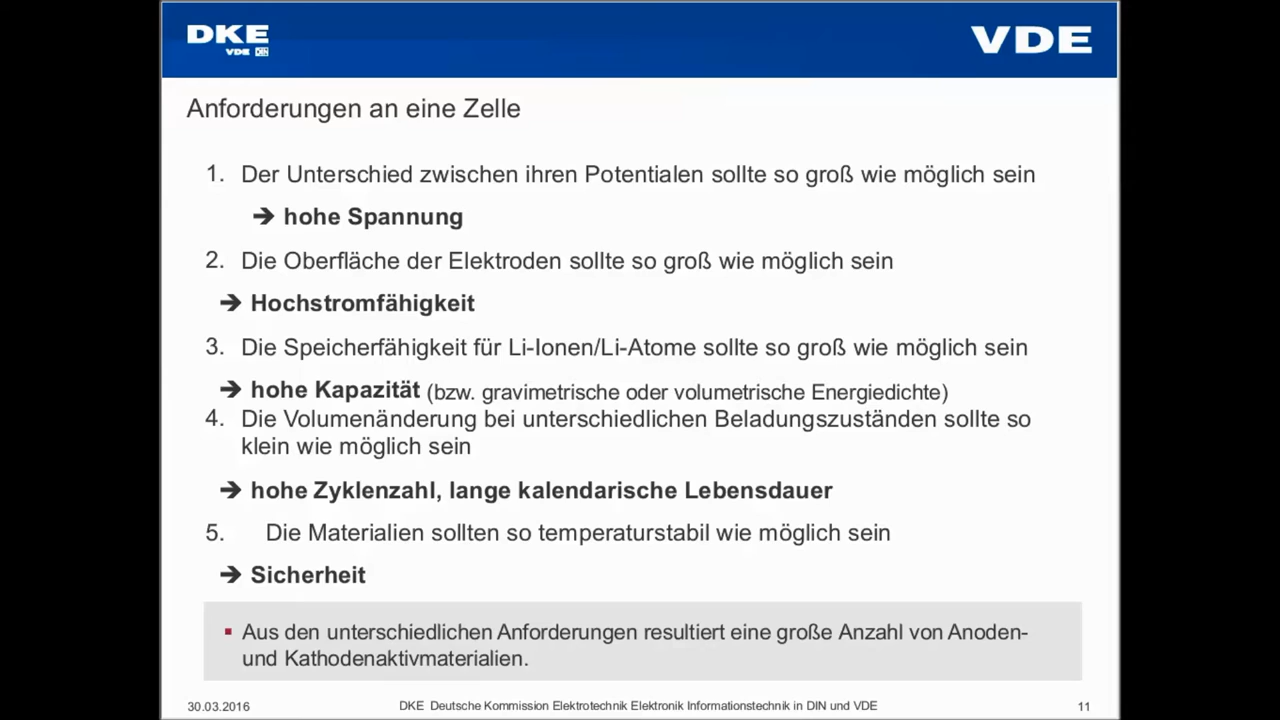 DKE
VDE DIN
VDE
Anforderungen an eine Zelle
1. Der Unterschied zwischen ihren Potentialen sollte so groß wie möglich sein
➔ hohe Spannung
2. Die Oberfläche der Elektroden sollte so groß wie möglich sein
➔ Hochstromfähigkeit
3. Die Speicherfähigkeit für Li-Ionen/Li-Atome sollte so groß wie möglich sein
➔ hohe Kapazität (bzw. gravimetrische oder volumetrische Energiedichte)
4. Die Volumenänderung bei unterschiedlichen Beladungszuständen sollte so
klein wie möglich sein
➔ hohe Zyklenzahl, lange kalendarische Lebensdauer
5. Die Materialien sollten so temperaturstabil wie möglich sein
➔ Sicherheit
▪ Aus den unterschiedlichen Anforderungen resultiert eine große Anzahl von Anoden-
und Kathodenaktivmaterialien.
30.03.2016 DKE Deutsche Kommission Elektrotechnik Elektronik Informationstechnik in DIN und VDE 11